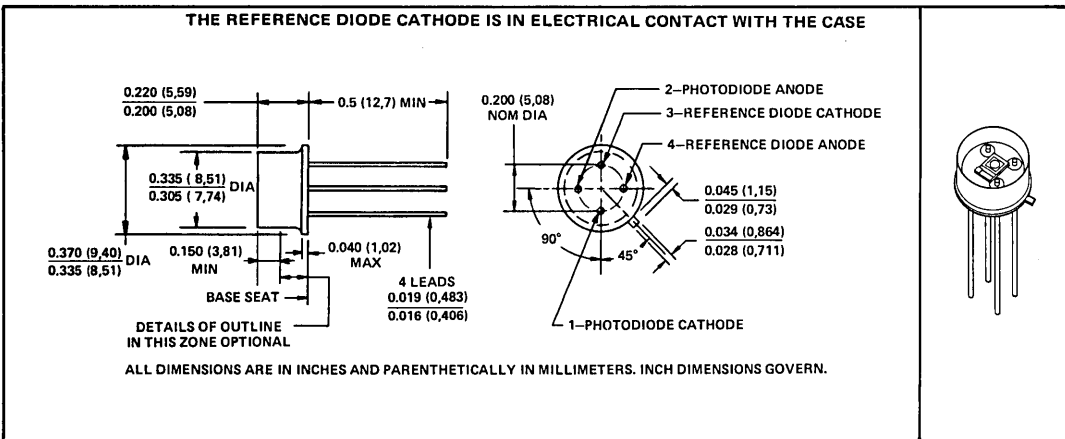 THE REFERENCE DIODE CATHODE IS IN ELECTRICAL CONTACT WITH THE CASE
0.220 (5,59)
0.200 (5,08)
0.5 (12,7) MIN
0.335 ( 8,51)
0.305 ( 7,74)
DIA
0.370 (9,40)
0.335 (8,51)
DIA
0.150 (3,81)
MIN
0.040 (1,02)
MAX
BASE SEAT
4 LEADS
0.019 (0,483)
0.016 (0,406)
DETAILS OF OUTLINE
IN THIS ZONE OPTIONAL
0.200 (5,08)
NOM DIA
2–PHOTODIODE ANODE
3–REFERENCE DIODE CATHODE
4–REFERENCE DIODE ANODE
0.045 (1,15)
0.029 (0,73)
0.034 (0,864)
0.028 (0,711)
90°
45°
1–PHOTODIODE CATHODE
ALL DIMENSIONS ARE IN INCHES AND PARENTHETICALLY IN MILLIMETERS. INCH DIMENSIONS GOVERN.